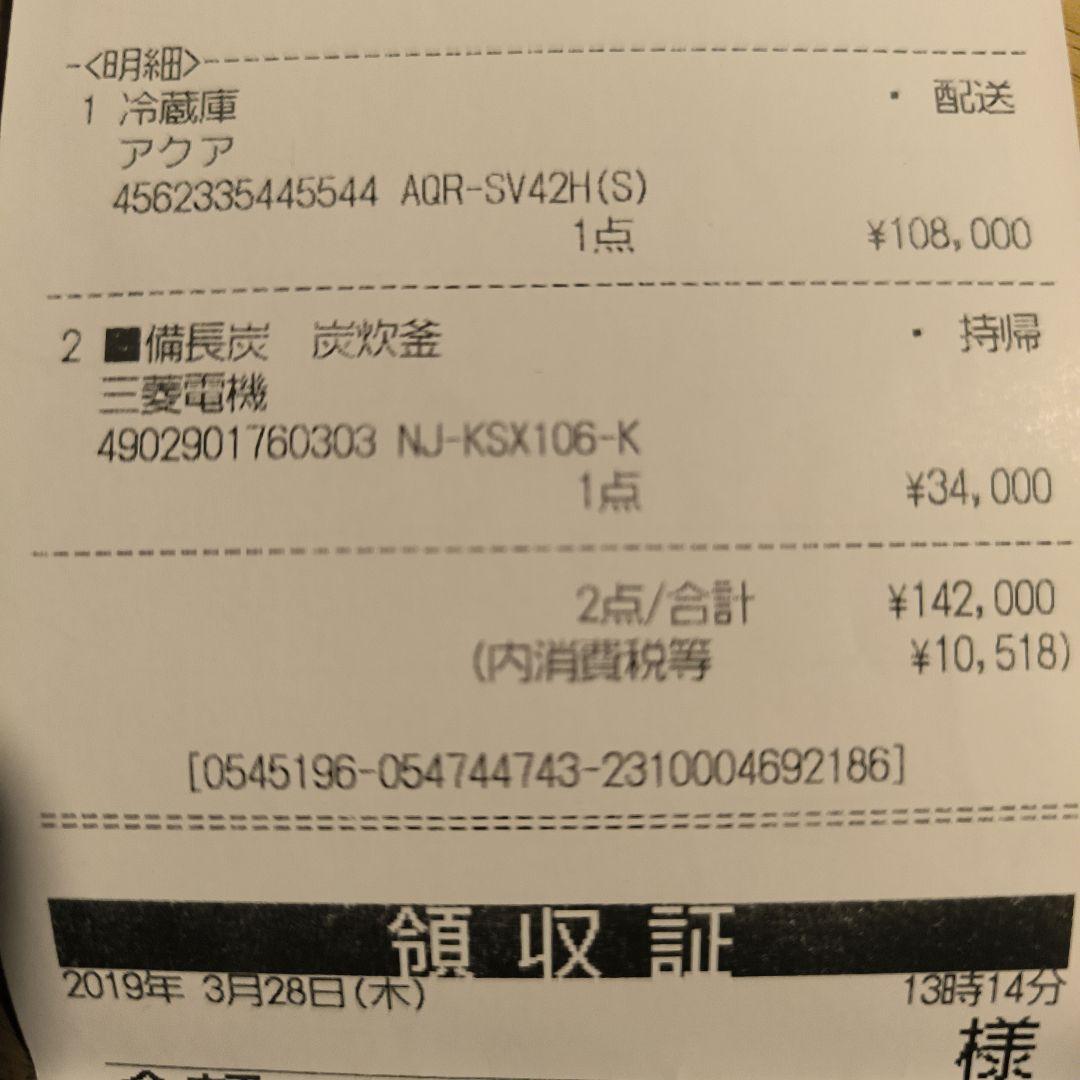 <明細>
1 冷蔵庫 ・ 配送
アクア
4562335445544 AQR-SV42H(S)
1点 ¥108,000
2 ■備長炭 炭炊釜 ・ 持帰
三菱電機
4902901760303 NJ-KSX106-K
1点 ¥34,000
2点/合計 ¥142,000
(内消費税等 ¥10,518)
[0545196-054744743-2310004692186]
領収証
2019年 3月28日(木) 13時14分
様